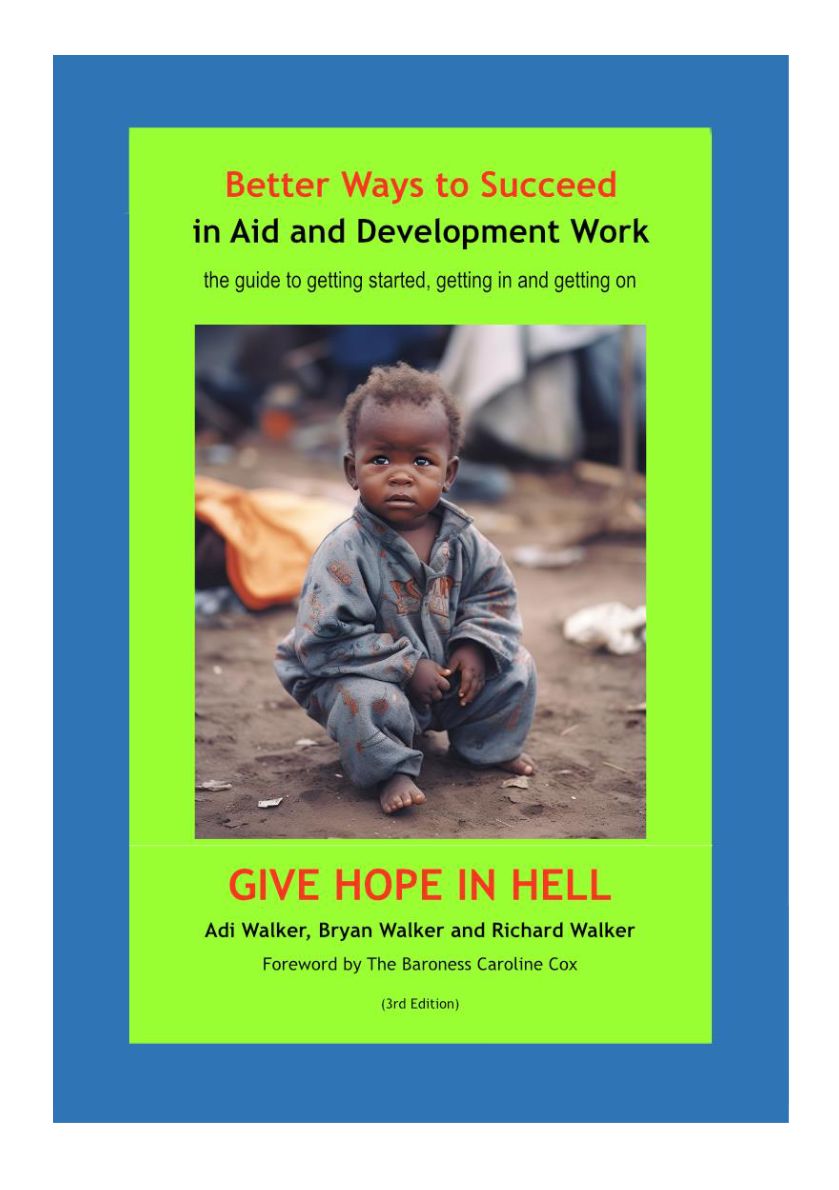 Better Ways to Succeed
in Aid and Development Work
the guide to getting started, getting in and getting on
GIVE HOPE IN HELL
Adi Walker, Bryan Walker and Richard Walker
Foreword by The Baroness Caroline Cox
(3rd Edition)